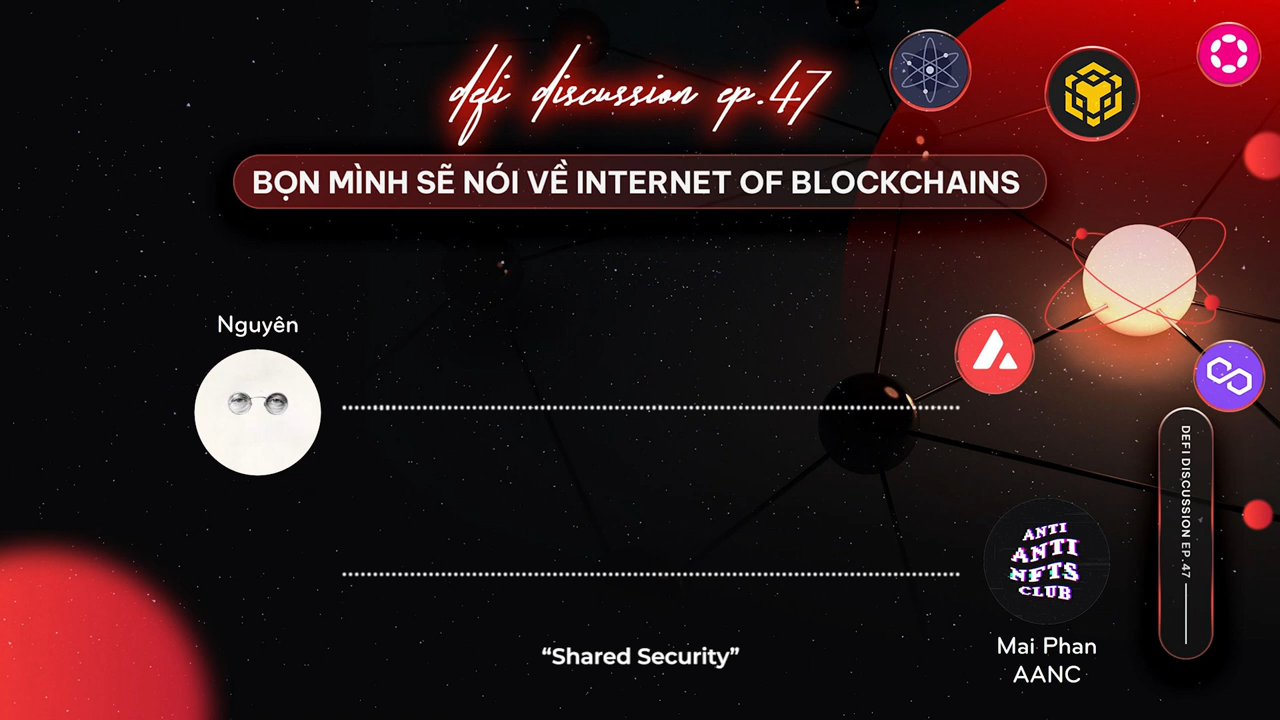 defi discussion ep.47
BỌN MÌNH SẼ NÓI VỀ INTERNET OF BLOCKCHAINS
Nguyên
DEFI DISCUSSION EP.47
ANTI
ANTI
NFTS
CLUB
Mai Phan
AANC
“Shared Security”